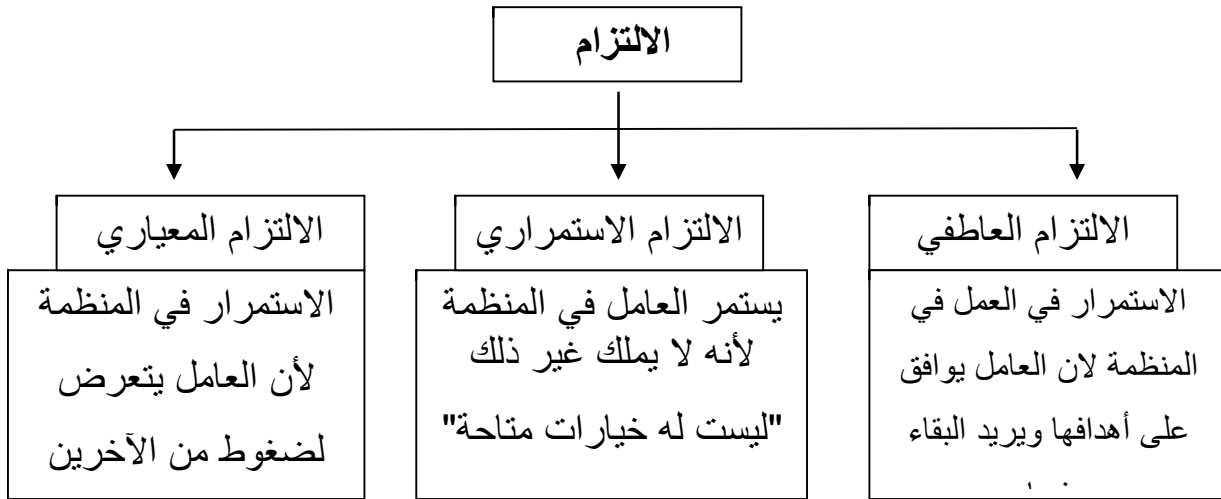 الالتزام
الالتزام العاطفي
الاستمرار في العمل في
المنظمة لان العامل يوافق
على أهدافها ويريد البقاء
الالتزام الاستمراري
يستمر العامل في المنظمة
لأنه لا يملك غير ذلك
"ليست له خيارات متاحة"
الالتزام المعياري
الاستمرار في المنظمة
لأن العامل يتعرض
لضغوط من الآخرين